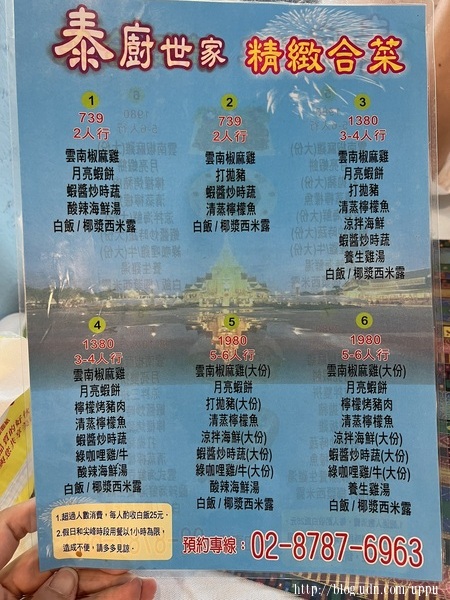 泰廚世家 精緻合菜
1
739
2人行
雲南椒麻雞
月亮蝦餅
蝦醬炒時蔬
酸辣海鮮湯
白飯 / 椰漿西米露
2
739
2人行
雲南椒麻雞
打拋豬
蝦醬炒時蔬
清蒸檸檬魚
白飯 / 椰漿西米露
3
1380
3-4人行
雲南椒麻雞
月亮蝦餅
打拋豬
清蒸檸檬魚
涼拌海鮮
蝦醬炒時蔬
養生雞湯
白飯 / 椰漿西米露
4
1380
3-4人行
雲南椒麻雞
月亮蝦餅
檸檬烤豬肉
清蒸檸檬魚
蝦醬炒時蔬
綠咖哩雞/牛
酸辣海鮮湯
白飯 / 椰漿西米露
5
1980
5-6人行
雲南椒麻雞(大份)
月亮蝦餅
打拋豬(大份)
清蒸檸檬魚
涼拌海鮮(大份)
蝦醬炒時蔬(大份)
綠咖哩雞/牛(大份)
酸辣海鮮湯
白飯 / 椰漿西米露
6
1980
5-6人行
雲南椒麻雞(大份)
月亮蝦餅
檸檬烤豬肉(大份)
清蒸檸檬魚
涼拌海鮮(大份)
蝦醬炒時蔬(大份)
綠咖哩雞/牛(大份)
養生雞湯
白飯 / 椰漿西米露
1.超過人數消費，每人酌收白飯25元。
2.假日和尖峰時段用餐以1小時為限，
造成不便，請多多見諒。
預約專線：02-8787-6963
http://bloguin.com/uppu